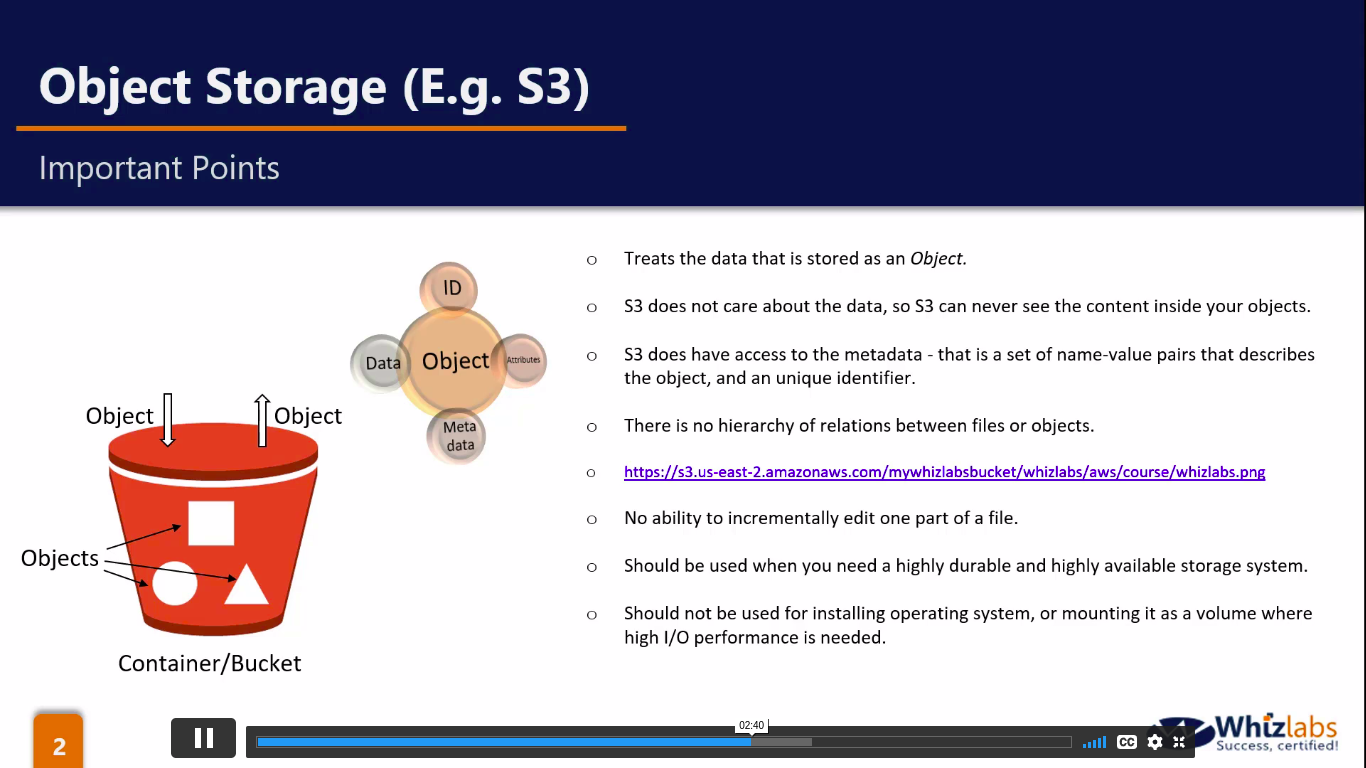 Object Storage (E.g. S3)
Important Points
ID
Data
Object
Attributes
Meta
data
Object
Object
Objects
Container/Bucket
o Treats the data that is stored as an Object.
o S3 does not care about the data, so S3 can never see the content inside your objects.
o S3 does have access to the metadata - that is a set of name-value pairs that describes
the object, and an unique identifier.
o There is no hierarchy of relations between files or objects.
o https://s3.us-east-2.amazonaws.com/mywhizlabsbucket/whizlabs/aws/course/whizlabs.png
o No ability to incrementally edit one part of a file.
o Should be used when you need a highly durable and highly available storage system.
o Should not be used for installing operating system, or mounting it as a volume where
high I/O performance is needed.
2
02:40
CC
Whizlabs
Success, certified!